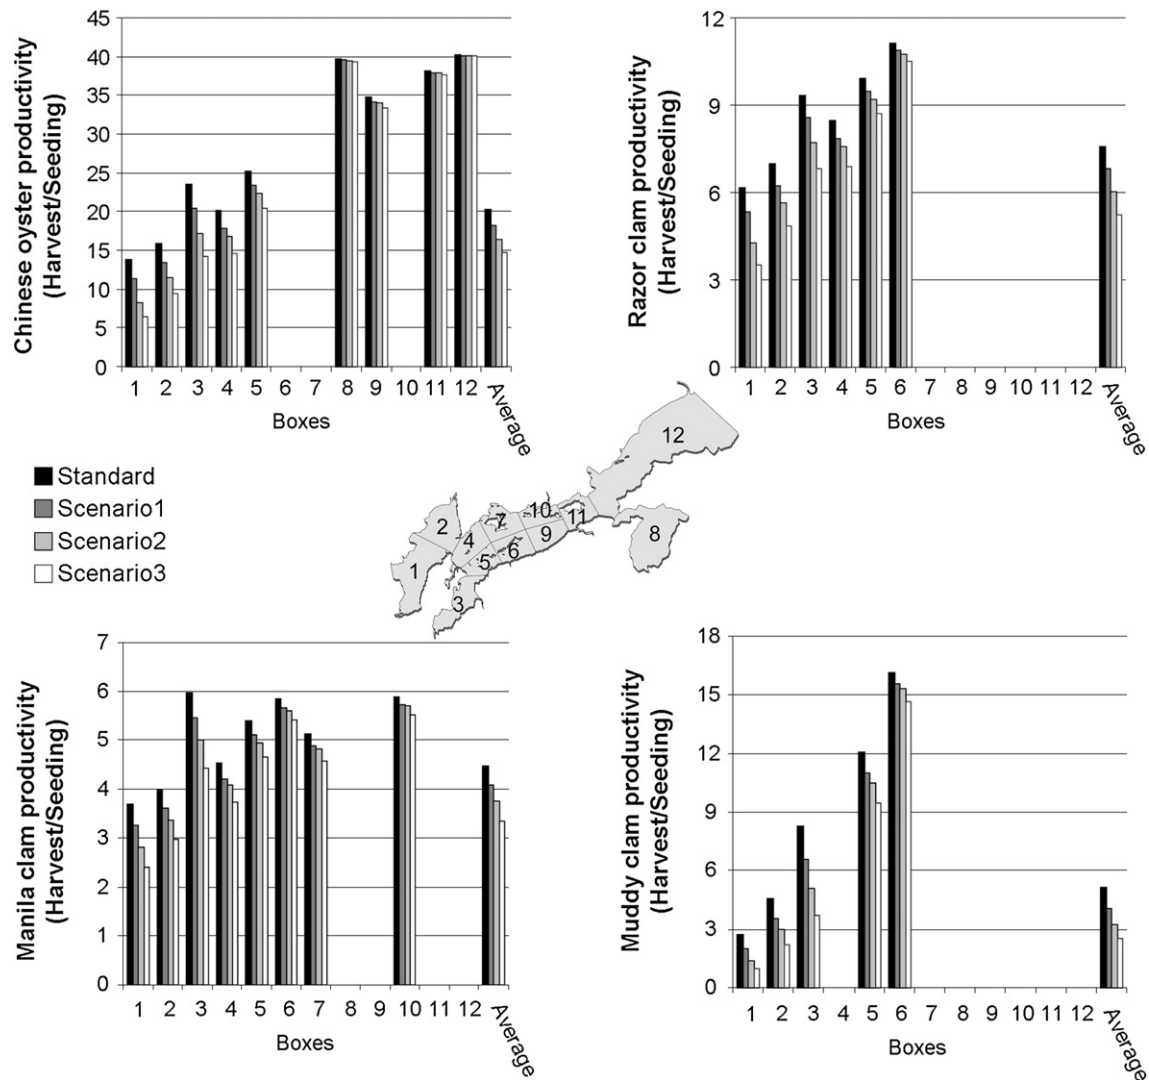 Chinese oyster productivity
(Harvest/Seeding)
45
40
35
30
25
20
15
10
5
0
1 2 3 4 5 6 7 8 9 10 11 12 Average
Boxes
Razor clam productivity
(Harvest/Seeding)
12
9
6
3
0
1 2 3 4 5 6 7 8 9 10 11 12 Average
Boxes
Standard
Scenario1
Scenario2
Scenario3
12
10
11
2
7
4
9
8
6
5
1
3
Manila clam productivity
(Harvest/Seeding)
7
6
5
4
3
2
1
0
1 2 3 4 5 6 7 8 9 10 11 12 Average
Boxes
Muddy clam productivity
(Harvest/Seeding)
18
15
12
9
6
3
0
1 2 3 4 5 6 7 8 9 10 11 12 Average
Boxes